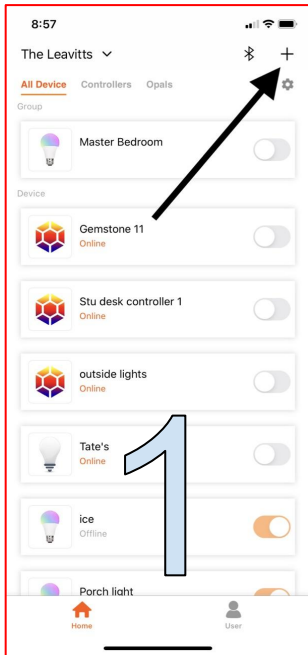 8:57
The Leavitts
All Device Controllers Opals
Group
Master Bedroom
Device
Gemstone 11
Online
Stu desk controller 1
Online
outside lights
Online
Tate's
Online
ice
Offline
Porch light
1
Home User